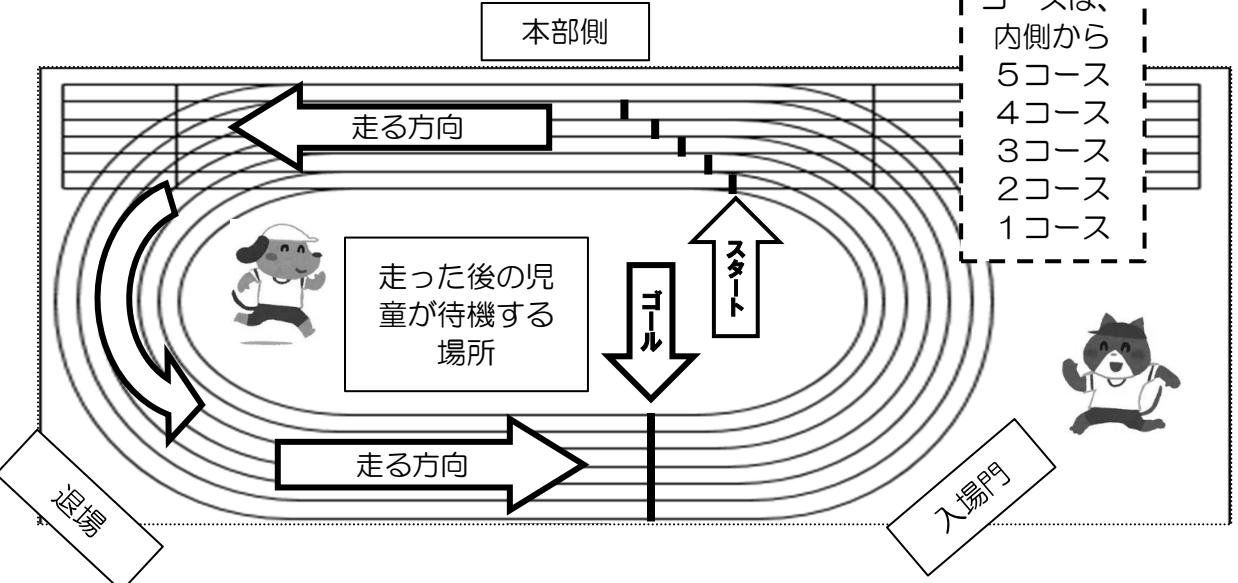 コースは、
内側から
5コース
4コース
3コース
2コース
1コース
本部側
走る方向
スタート
走った後の児
童が待機する
場所
ゴール
走る方向
退場
入場門